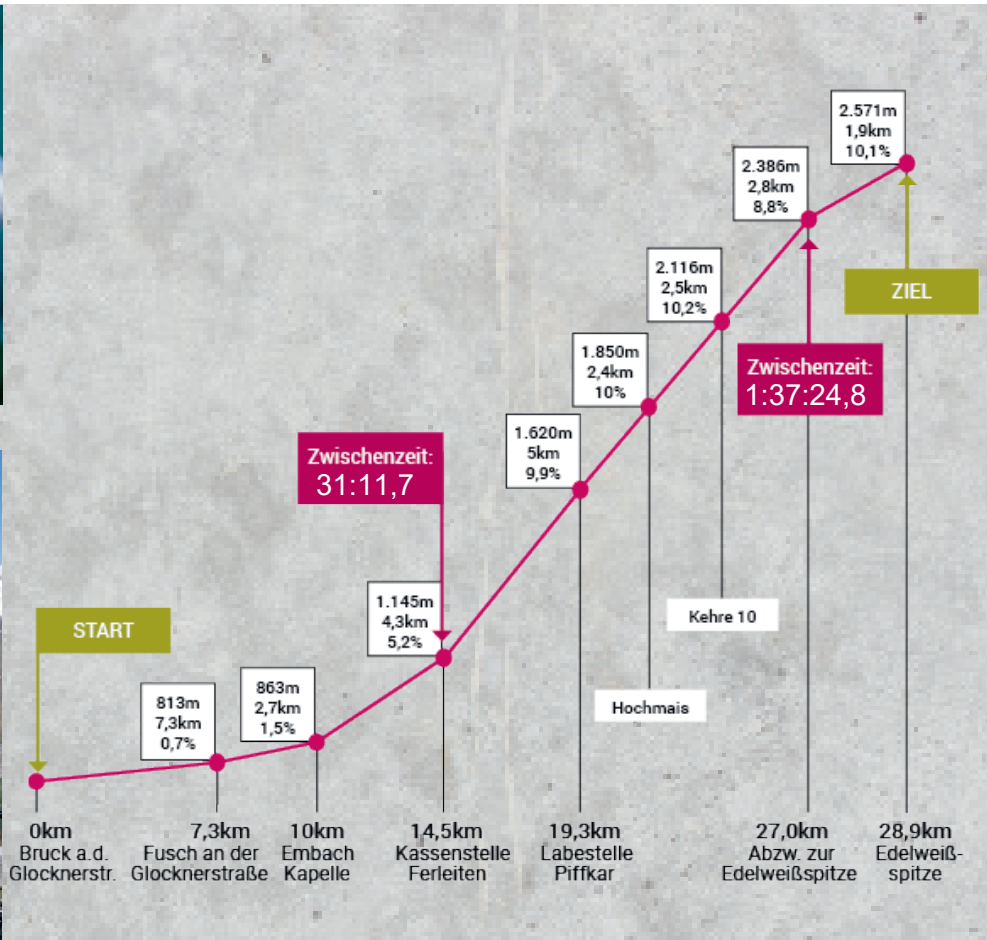 2.571m
1,9km
10,1%
2.386m
2,8km
8,8%
2.116m
2,5km
10,2%
ZIEL
1.850m
2,4km
10%
Zwischenzeit:
1:37:24,8
1.620m
5km
9,9%
Zwischenzeit:
31:11,7
1.145m
4,3km
5,2%
Kehre 10
START
863m
2,7km
1,5%
813m
7,3km
0,7%
Hochmais
0km
Bruck a.d.
Glocknerstr.
7,3km
Fusch an der
Glocknerstraße
10km
Embach
Kapelle
14,5km
Kassenstelle
Ferleiten
19,3km
Labestelle
Piffkar
27,0km
Abzw. zur
Edelweißspitze
28,9km
Edelweiß-
spitze